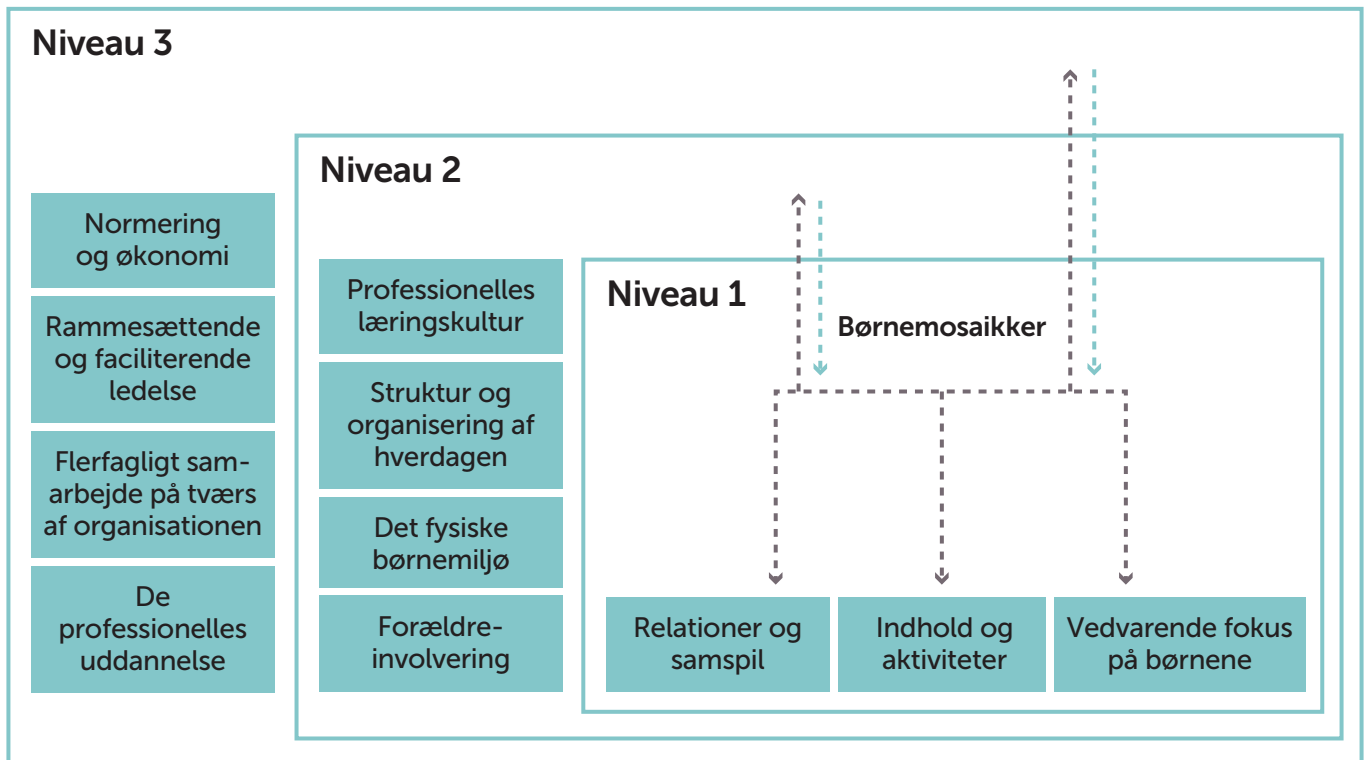 Niveau 3
Normering
og økonomi
Rammesættende
og faciliterende
ledelse
Flerfagligt sam-
arbejde på tværs
af organisationen
De
professionelles
uddannelse
Niveau 2
Professionelles
læringskultur
Struktur og
organisering af
hverdagen
Det fysiske
børnemiljø
Forældre-
involvering
Niveau 1
Børnemosaikker
Relationer og
samspil
Indhold og
aktiviteter
Vedvarende fokus
på børnene